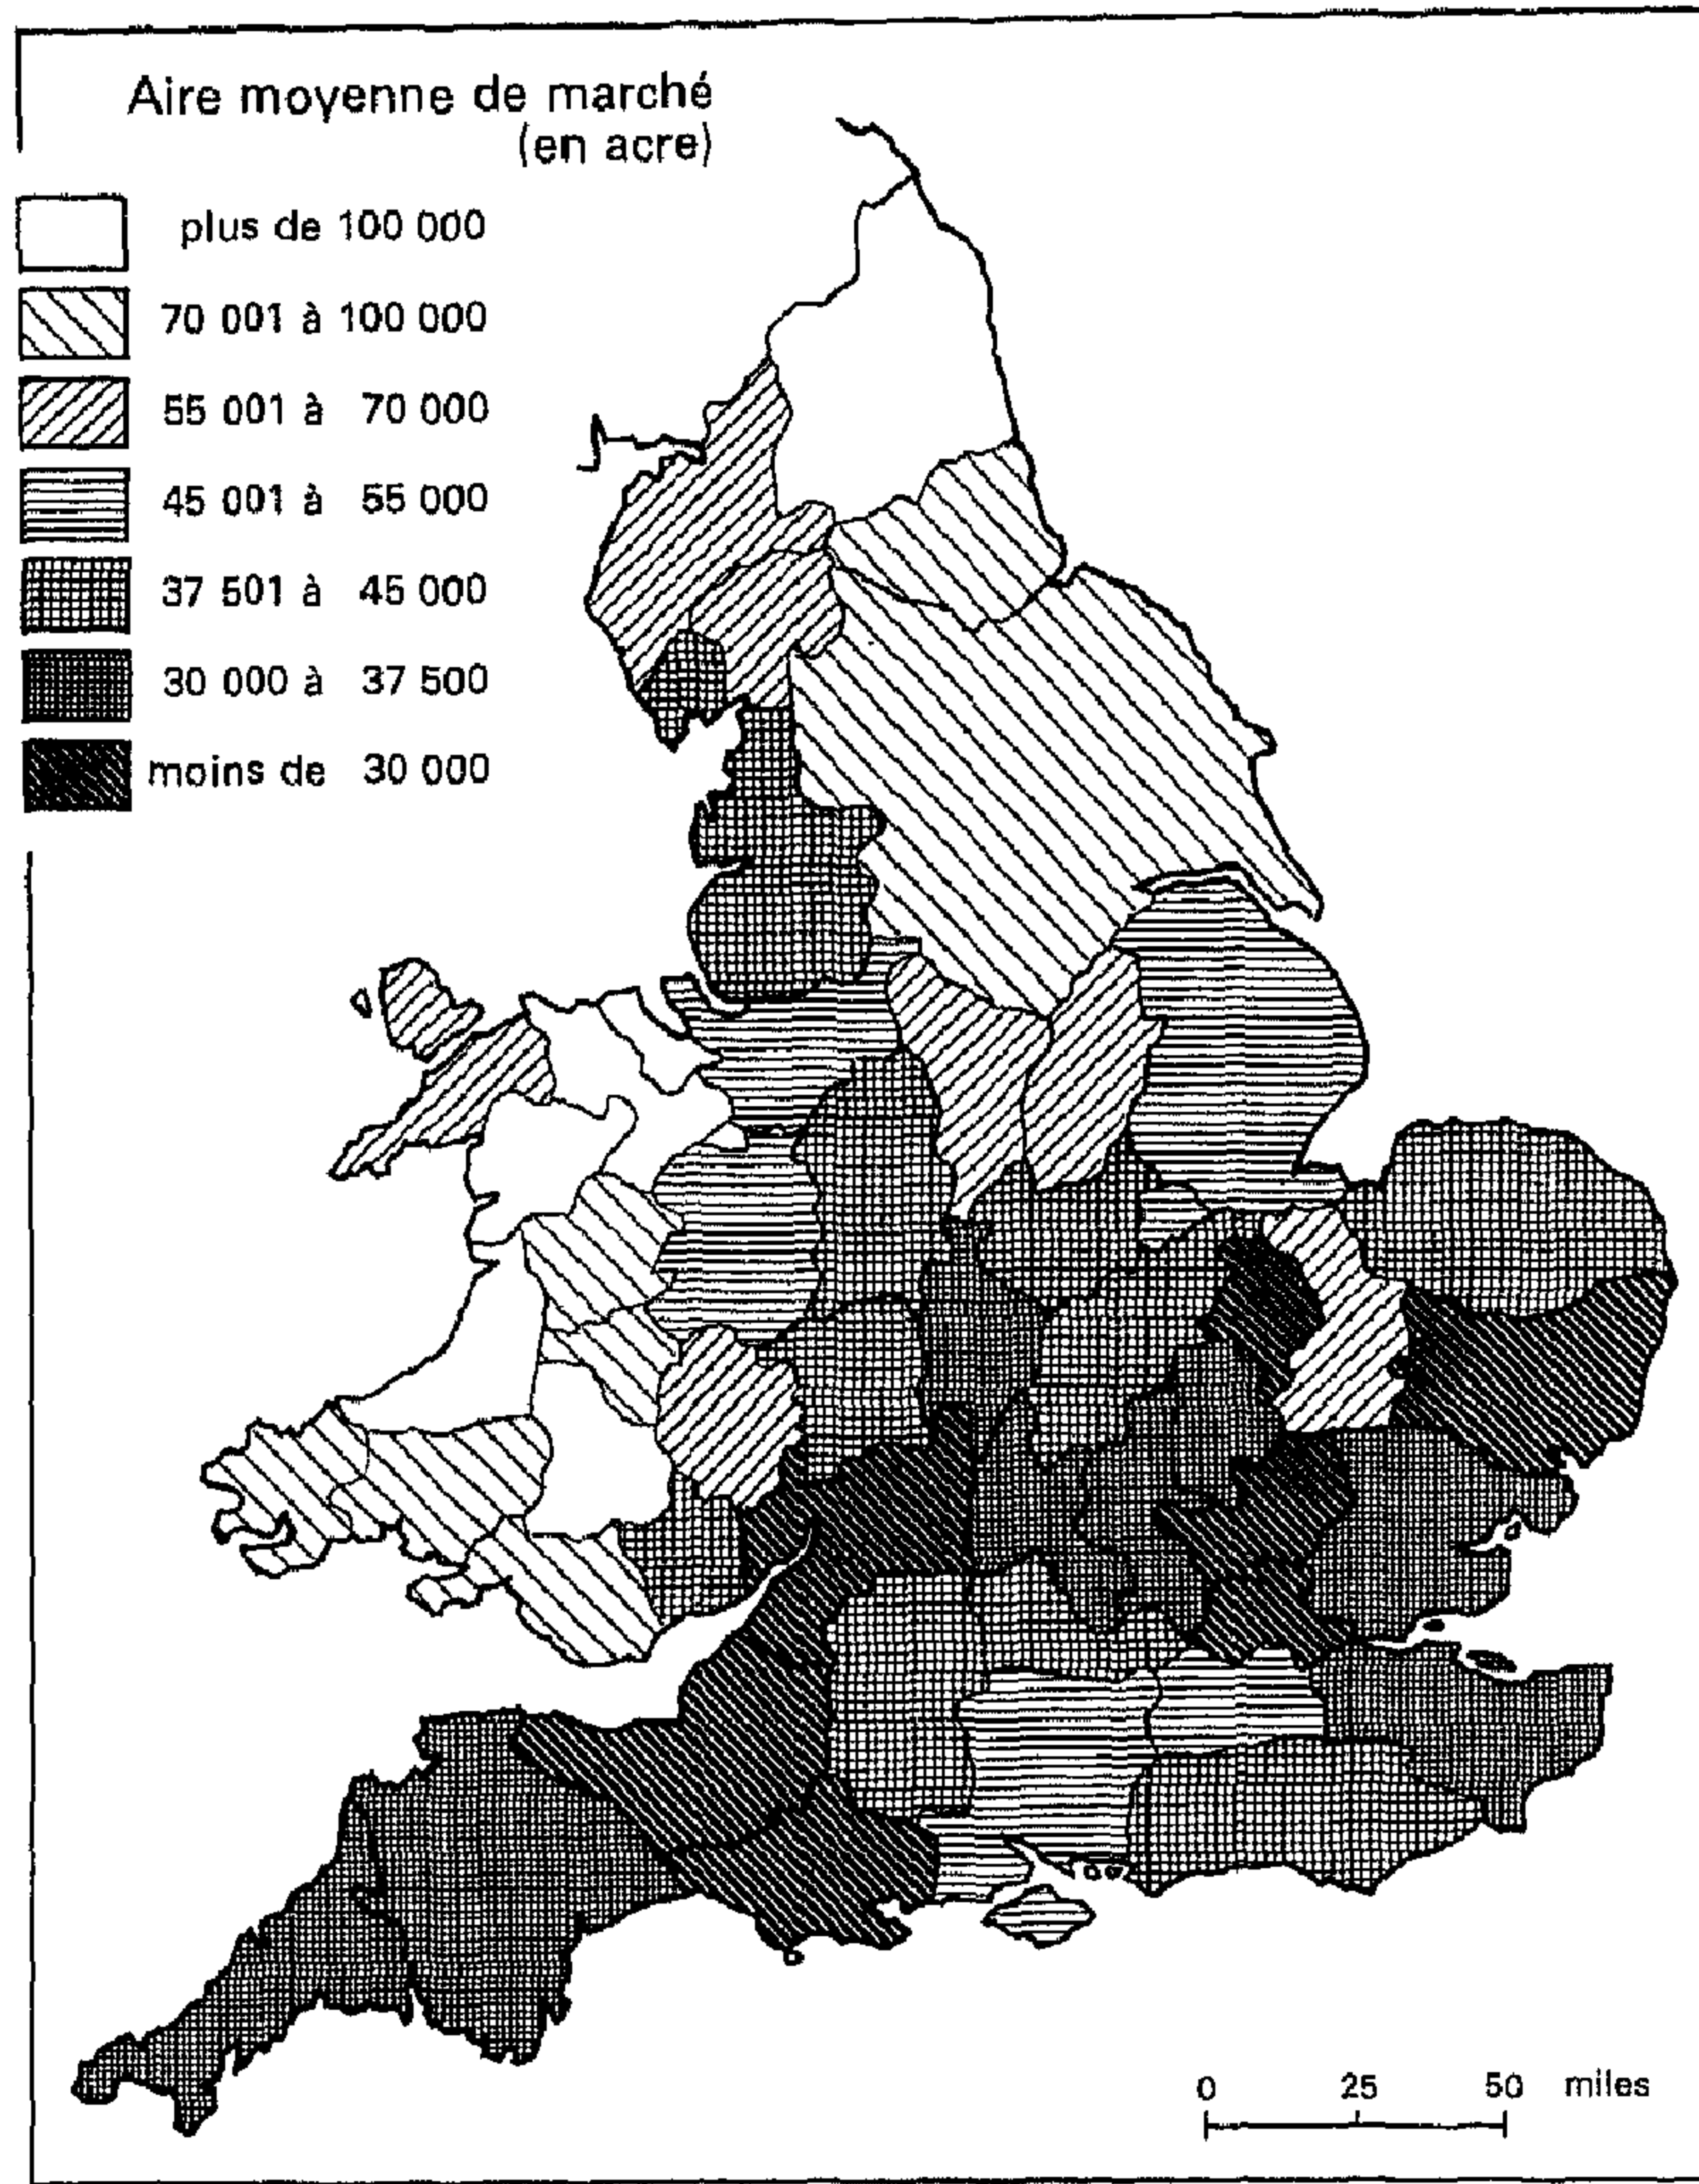 Aire moyenne de marché
(en acre)
plus de 100 000
70 001 à 100 000
55 001 à 70 000
45 001 à 55 000
37 501 à 45 000
30 000 à 37 500
moins de 30 000
0 25 50 miles